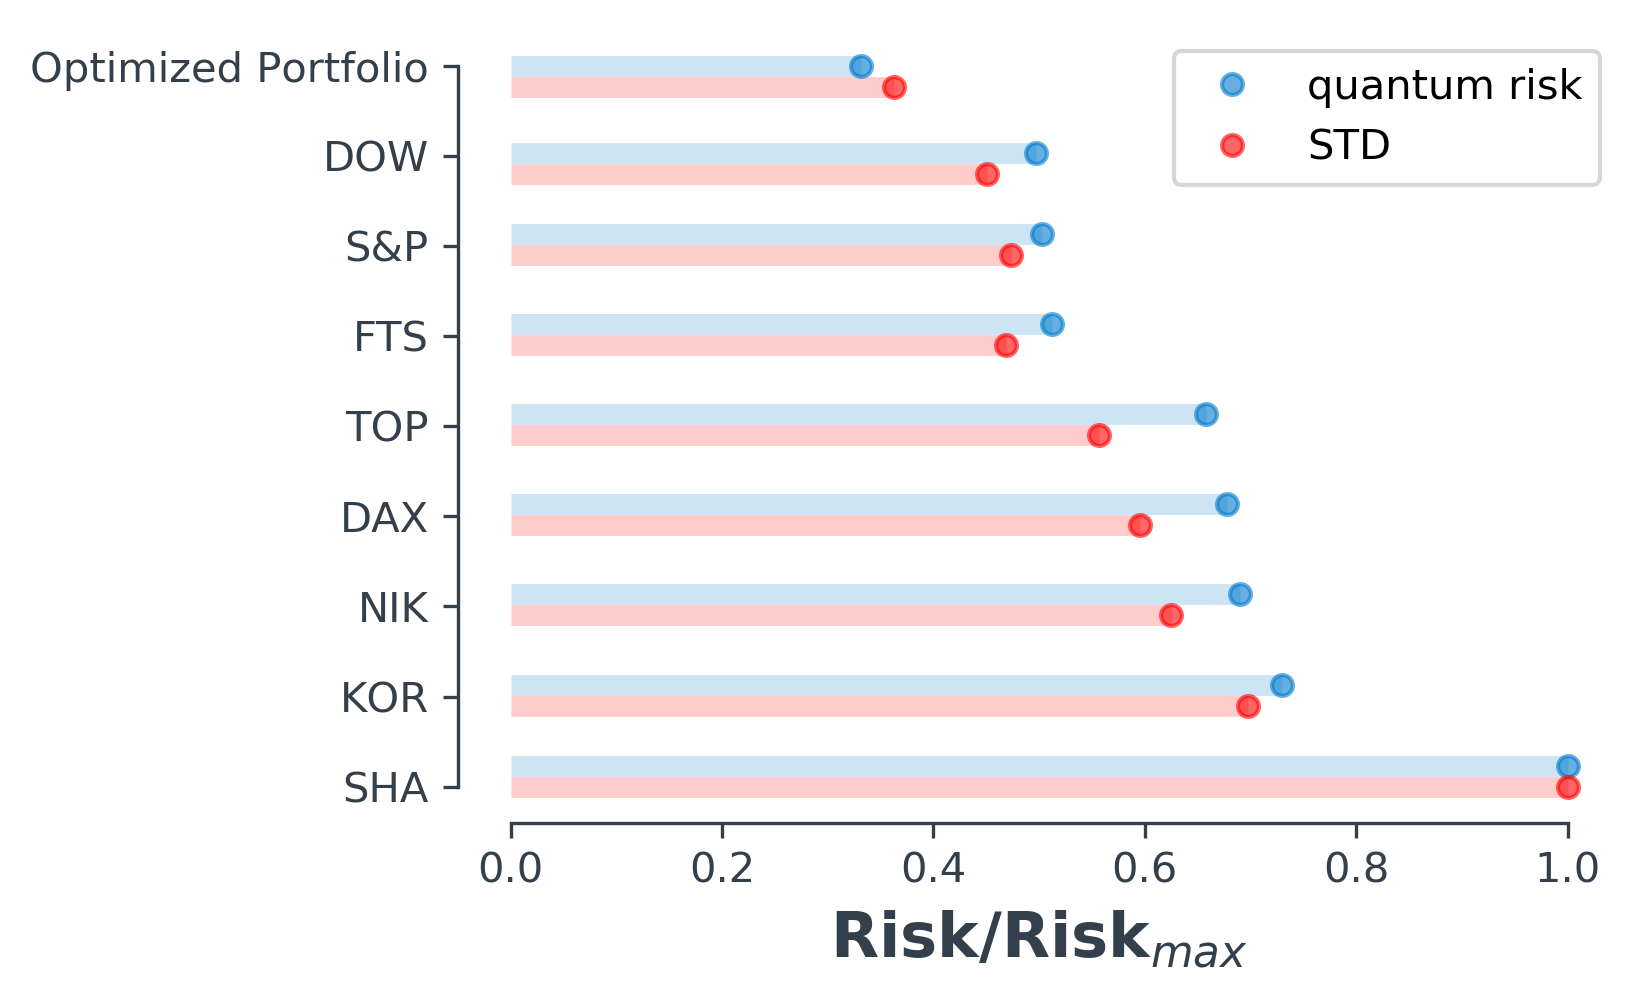 Optimized Portfolio
DOW
S&P
FTS
TOP
DAX
NIK
KOR
SHA
quantum risk
STD
0.0 0.2 0.4 0.6 0.8 1.0
Risk/Risk_max